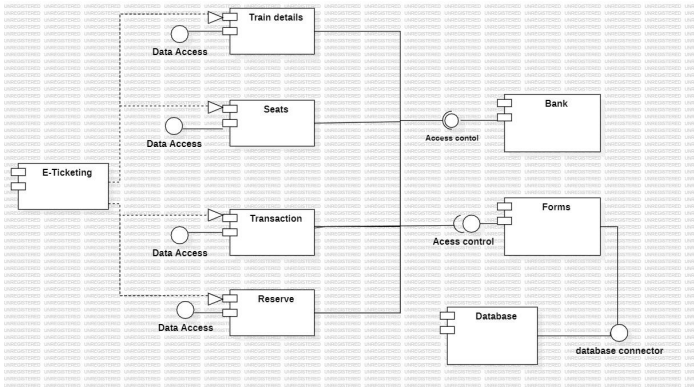 Train details
Data Access
Seats
Data Access
Bank
Access contol
E-Ticketing
Transaction
Data Access
Forms
Acess control
Reserve
Data Access
Database
database connector
UNREGISTERED